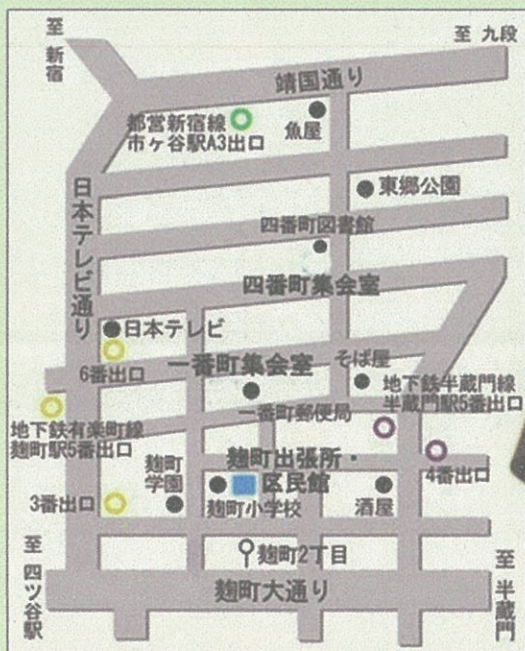 至 新宿
至 九段
靖国通り
都営新宿線
市ヶ谷駅A3出口
魚屋
日本テレビ通り
東郷公園
四番町図書館
四番町集会室
日本テレビ
6番出口
一番町集会室
そば屋
地下鉄半蔵門線
半蔵門駅5番出口
一番町郵便局
地下鉄有楽町線
麹町駅5番出口
麹町
学園
麹町出張所・
区民館
4番出口
3番出口
麹町小学校
酒屋
麹町2丁目
至 四ツ谷駅
麹町大通り
至 半蔵門